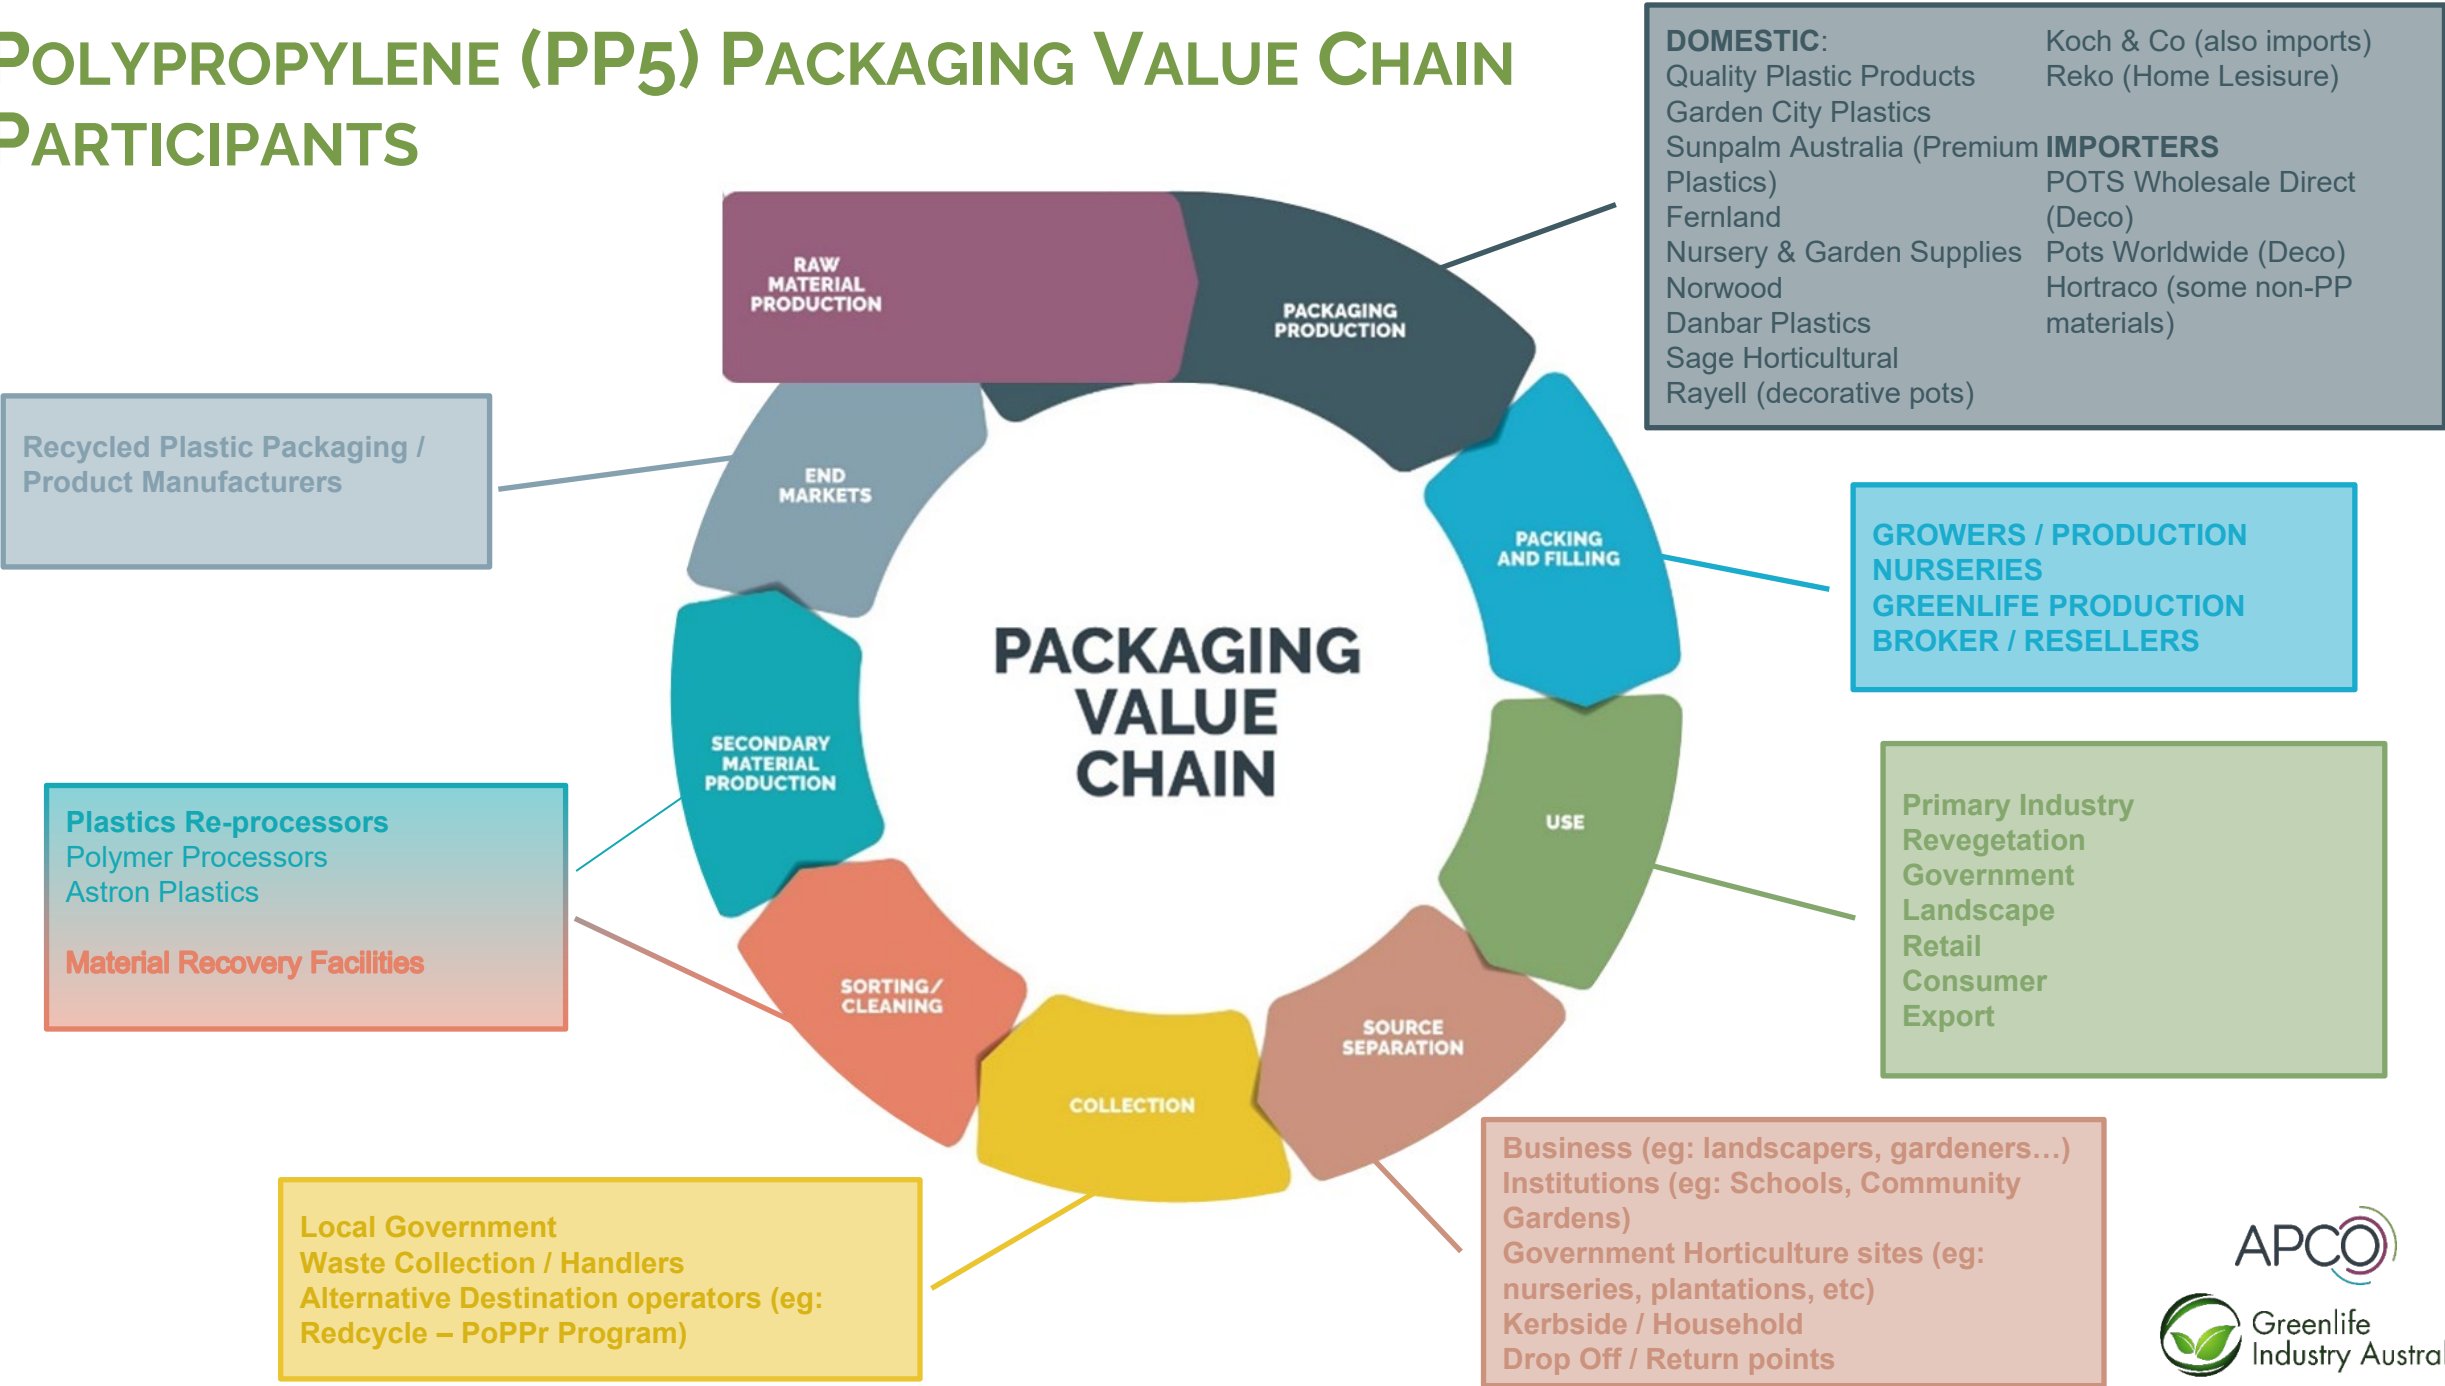 POLYPROPYLENE (PP5) PACKAGING VALUE CHAIN
PARTICIPANTS
DOMESTIC:
Quality Plastic Products
Garden City Plastics
Sunpalm Australia (Premium
Plastics)
Fernland
Nursery & Garden Supplies
Norwood
Danbar Plastics
Sage Horticultural
Rayell (decorative pots)
Koch & Co (also imports)
Reko (Home Lesisure)
IMPORTERS
POTS Wholesale Direct
(Deco)
Pots Worldwide (Deco)
Hortraco (some non-PP
materials)
RAW
MATERIAL
PRODUCTION
PACKAGING
PRODUCTION
PACKING
AND FILLING
USE
SOURCE
SEPARATION
COLLECTION
SORTING/
CLEANING
SECONDARY
MATERIAL
PRODUCTION
END
MARKETS
PACKAGING
VALUE
CHAIN
Recycled Plastic Packaging /
Product Manufacturers
GROWERS / PRODUCTION
NURSERIES
GREENLIFE PRODUCTION
BROKER / RESELLERS
Plastics Re-processors
Polymer Processors
Astron Plastics
Material Recovery Facilities
Primary Industry
Revegetation
Government
Landscape
Retail
Consumer
Export
Local Government
Waste Collection / Handlers
Alternative Destination operators (eg:
Redcycle – PoPPr Program)
Business (eg: landscapers, gardeners…)
Institutions (eg: Schools, Community
Gardens)
Government Horticulture sites (eg:
nurseries, plantations, etc)
Kerbside / Household
Drop Off / Return points
APCO
Greenlife
Industry Austral